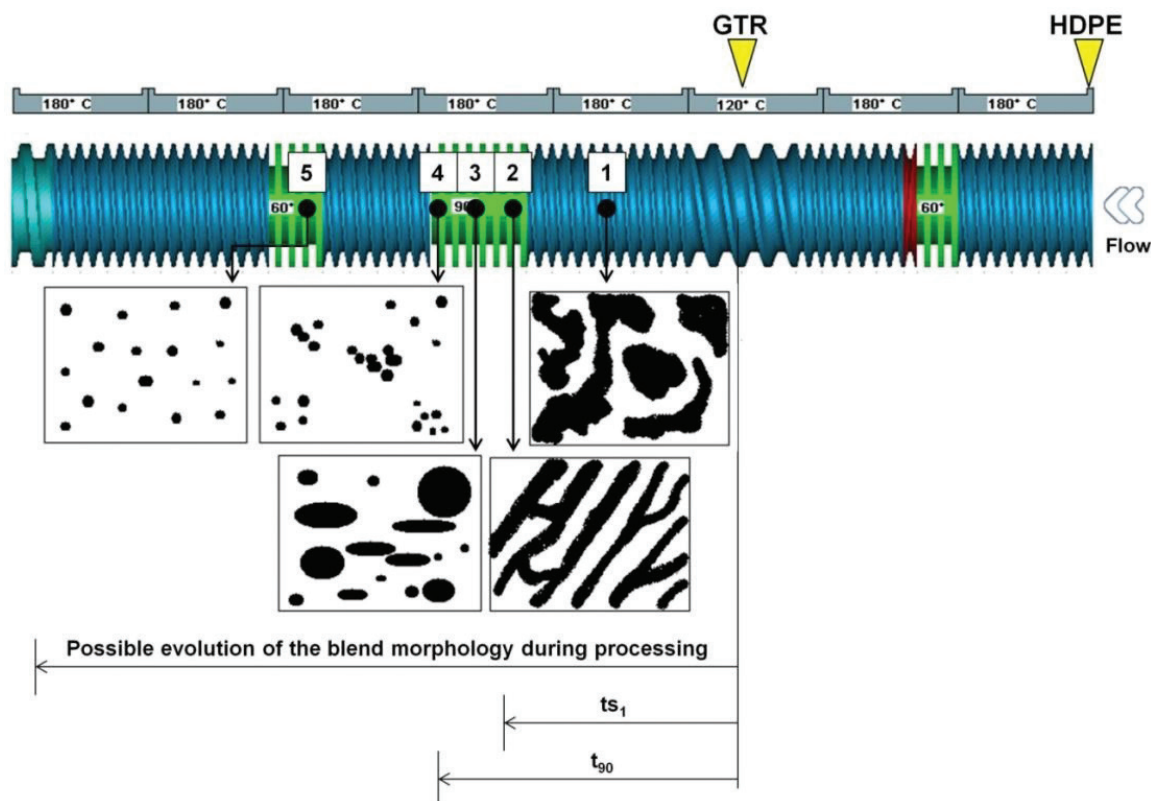 GTR HDPE
180° C 180° C 180° C 180° C 180° C 120° C 180° C 180° C
5 4 3 2 1
60° 90 60°
Flow
Possible evolution of the blend morphology during processing
ts₁
t₉₀